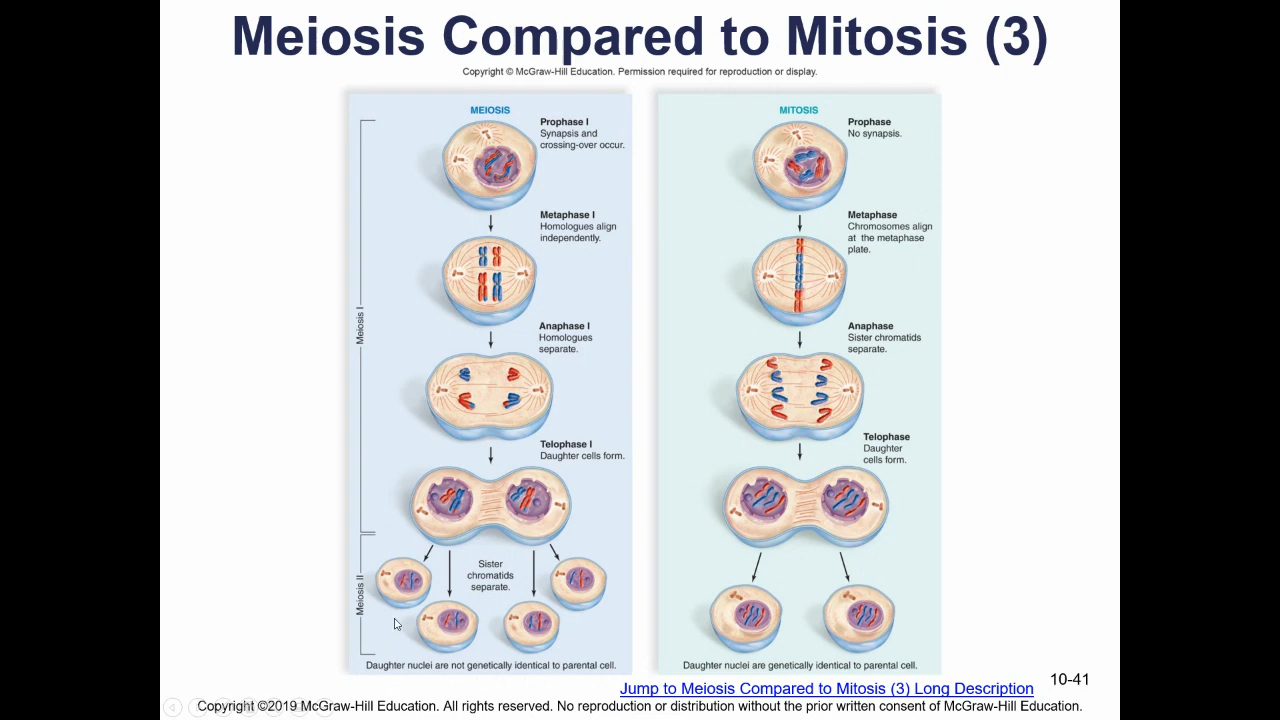 Meiosis Compared to Mitosis (3)
Copyright © McGraw-Hill Education. Permission required for reproduction or display.
MEIOSIS
Prophase I
Synapsis and
crossing-over occur.
Metaphase I
Homologues align
independently.
Anaphase I
Homologues
separate.
Telophase I
Daughter cells form.
Sister
chromatids
separate.
Meiosis I
Meiosis II
Daughter nuclei are not genetically identical to parental cell.
MITOSIS
Prophase
No synapsis.
Metaphase
Chromosomes align
at the metaphase
plate.
Anaphase
Sister chromatids
separate.
Telophase
Daughter
cells form.
Daughter nuclei are genetically identical to parental cell.
10-41
Jump to Meiosis Compared to Mitosis (3) Long Description
Copyright ©2019 McGraw-Hill Education. All rights reserved. No reproduction or distribution without the prior written consent of McGraw-Hill Education.